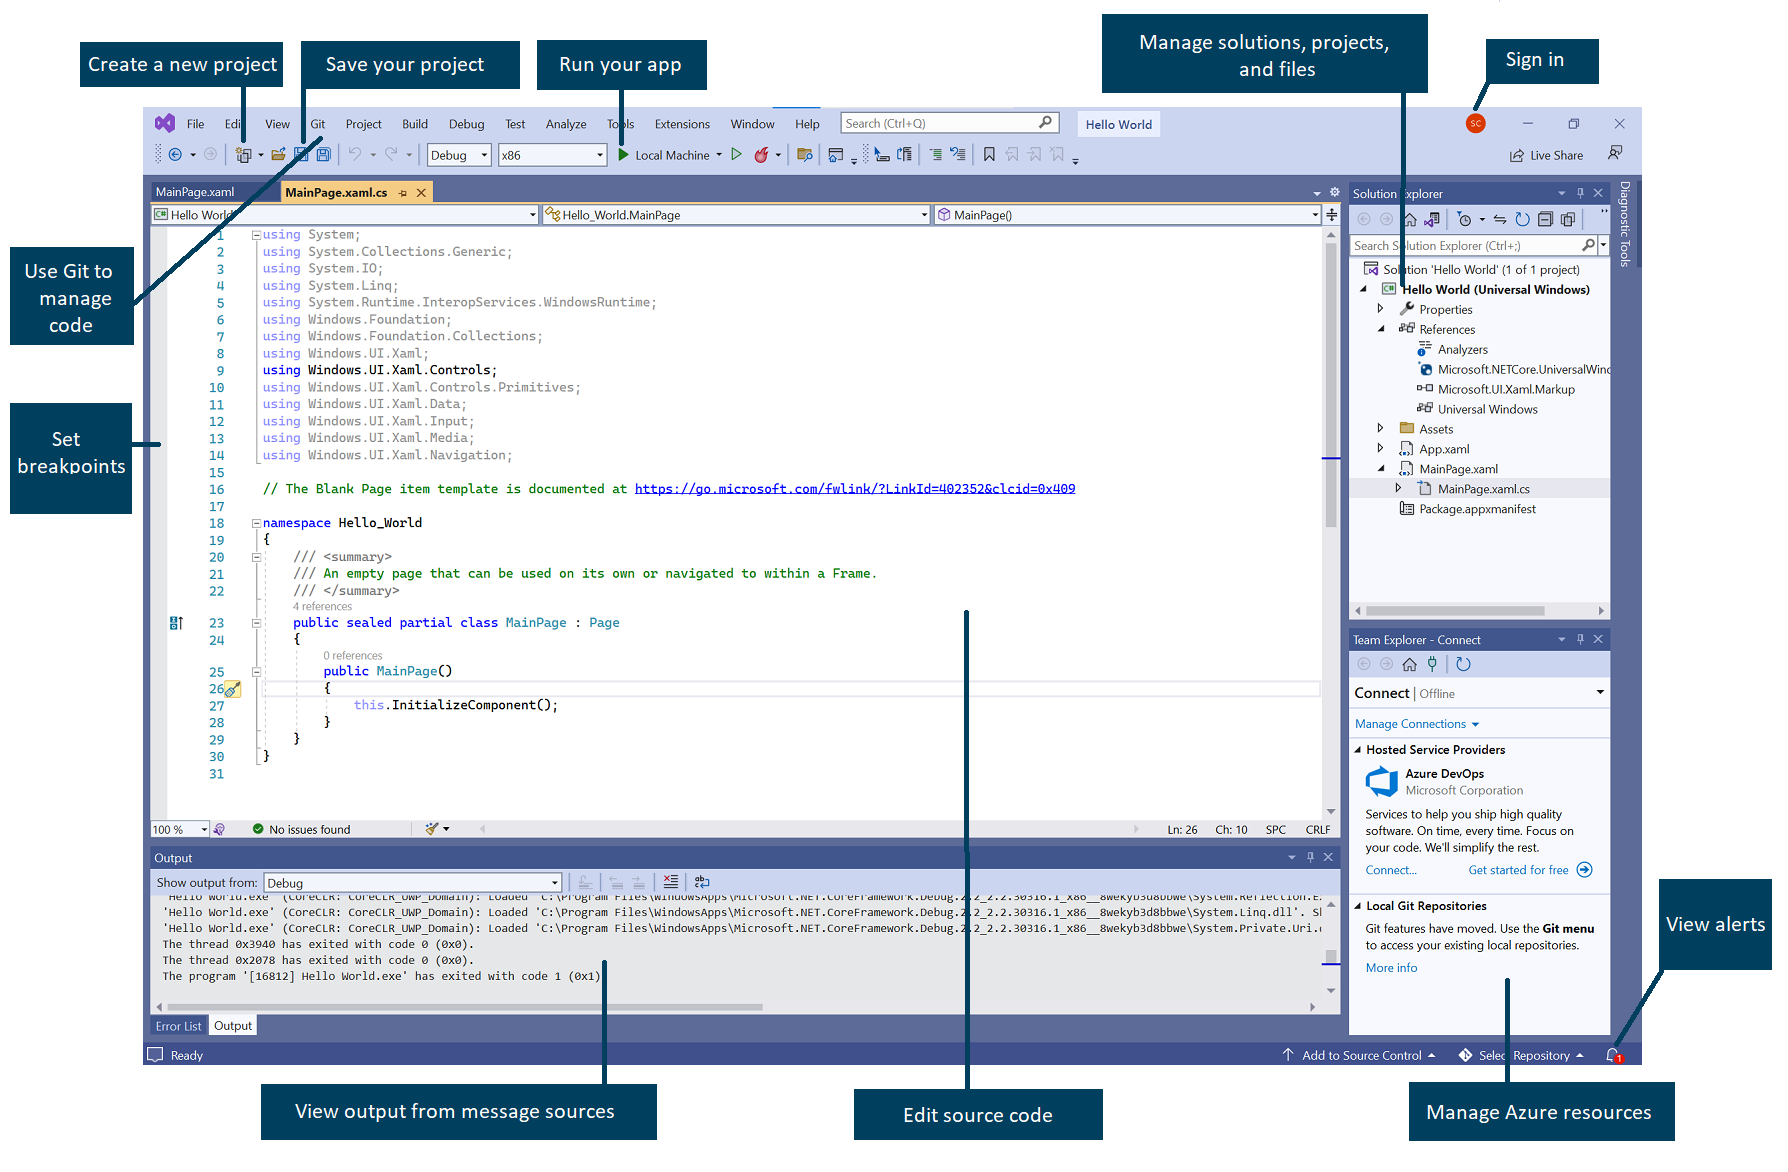 Create a new project
Save your project
Run your app
Manage solutions, projects,
and files
Sign in
File Edit View Git Project Build Debug Test Analyze Tools Extensions Window Help Search (Ctrl+Q) Hello World SC
Debug x86 Local Machine Live Share
MainPage.xaml MainPage.xaml.cs
C# Hello World Hello_World.MainPage MainPage()
Use Git to
manage
code
Set
breakpoints
1 using System;
2 using System.Collections.Generic;
3 using System.IO;
4 using System.Linq;
5 using System.Runtime.InteropServices.WindowsRuntime;
6 using Windows.Foundation;
7 using Windows.Foundation.Collections;
8 using Windows.UI.Xaml;
9 using Windows.UI.Xaml.Controls;
10 using Windows.UI.Xaml.Controls.Primitives;
11 using Windows.UI.Xaml.Data;
12 using Windows.UI.Xaml.Input;
13 using Windows.UI.Xaml.Media;
14 using Windows.UI.Xaml.Navigation;
15
16 // The Blank Page item template is documented at https://go.microsoft.com/fwlink/?LinkId=402352&clcid=0x409
17
18 namespace Hello_World
19 {
20 /// <summary>
21 /// An empty page that can be used on its own or navigated to within a Frame.
22 /// </summary>
4 references
23 public sealed partial class MainPage : Page
24 {
0 references
25 public MainPage()
26 {
27 this.InitializeComponent();
28 }
29 }
30 }
31
100 % No issues found Ln: 26 Ch: 10 SPC CRLF
Output
Show output from: Debug
'Hello World.exe' (CoreCLR: CoreCLR_UWP_Domain): Loaded 'C:\Program Files\WindowsApps\Microsoft.NET.CoreFramework.Debug.2.2_2.2.30316.1_x86__8wekyb3d8bbwe\System.Reflection.E
'Hello World.exe' (CoreCLR: CoreCLR_UWP_Domain): Loaded 'C:\Program Files\WindowsApps\Microsoft.NET.CoreFramework.Debug.2.2_2.2.30316.1_x86__8wekyb3d8bbwe\System.Linq.dll'. Sk
'Hello World.exe' (CoreCLR: CoreCLR_UWP_Domain): Loaded 'C:\Program Files\WindowsApps\Microsoft.NET.CoreFramework.Debug.2.2_2.2.30316.1_x86__8wekyb3d8bbwe\System.Private.Uri.d
The thread 0x3940 has exited with code 0 (0x0).
The thread 0x2078 has exited with code 0 (0x0).
The program '[16812] Hello World.exe' has exited with code 1 (0x1)
Error List Output
Solution Explorer
Search Solution Explorer (Ctrl+;)
Solution 'Hello World' (1 of 1 project)
C# Hello World (Universal Windows)
Properties
References
Analyzers
Microsoft.NETCore.UniversalWind
Microsoft.UI.Xaml.Markup
Universal Windows
Assets
App.xaml
MainPage.xaml
MainPage.xaml.cs
Package.appxmanifest
Diagnostic Tools
Team Explorer - Connect
Connect | Offline
Manage Connections
Hosted Service Providers
Azure DevOps
Microsoft Corporation
Services to help you ship high quality
software. On time, every time. Focus on
your code. We'll simplify the rest.
Connect... Get started for free
Local Git Repositories
Git features have moved. Use the Git menu
to access your existing local repositories.
More info
View alerts
Ready Add to Source Control Select Repository 1
View output from message sources
Edit source code
Manage Azure resources